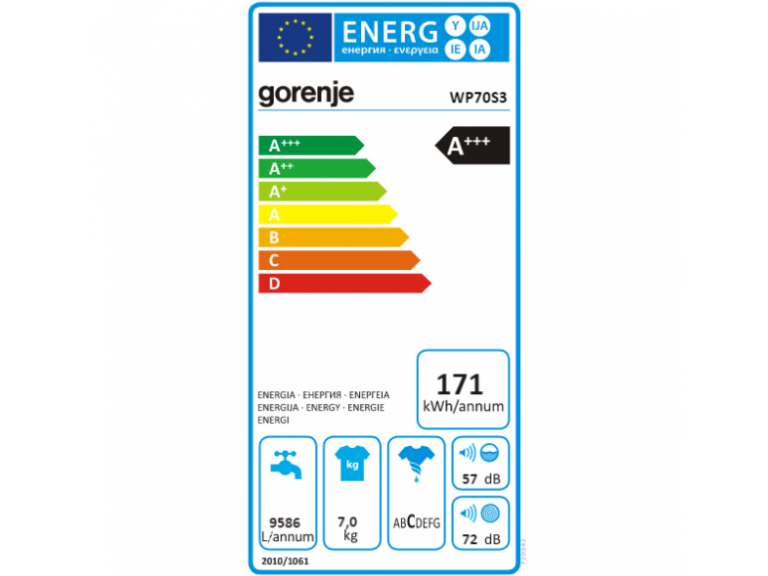 ENERG Y IJA
енергия · ενεργεια IE IA
gorenje WP70S3
A+++ A+++
A++
A+
A
B
C
D
171
kWh/annum
ENERGIA · ЕНЕРГИЯ · ΕΝΕΡΓΕΙΑ
ENERGIJA · ENERGY · ENERGIE
ENERGI
kg
57 dB
9586
L/annum
7,0
kg
ABCDEFG
72 dB
2010/1061